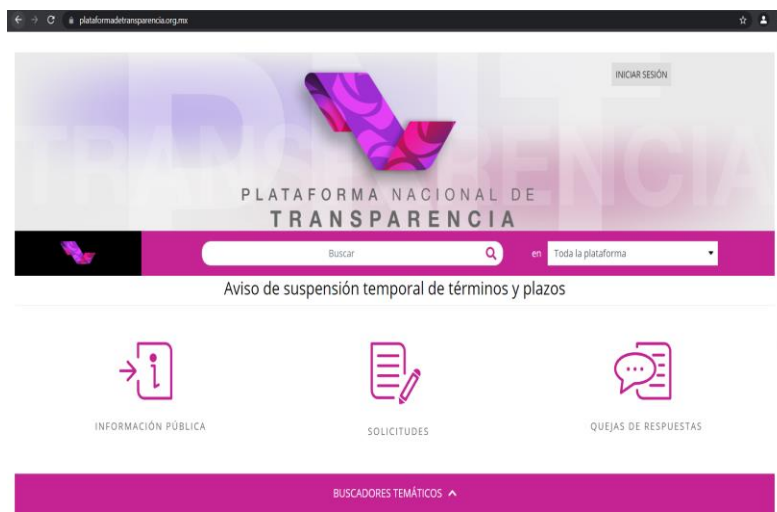 plataformadetransparencia.org.mx
INICIAR SESIÓN
PNT
TRANSPARENCIA
PLATAFORMA NACIONAL DE
TRANSPARENCIA
Buscar
en Toda la plataforma
Aviso de suspensión temporal de términos y plazos
INFORMACIÓN PÚBLICA
SOLICITUDES
QUEJAS DE RESPUESTAS
BUSCADORES TEMÁTICOS